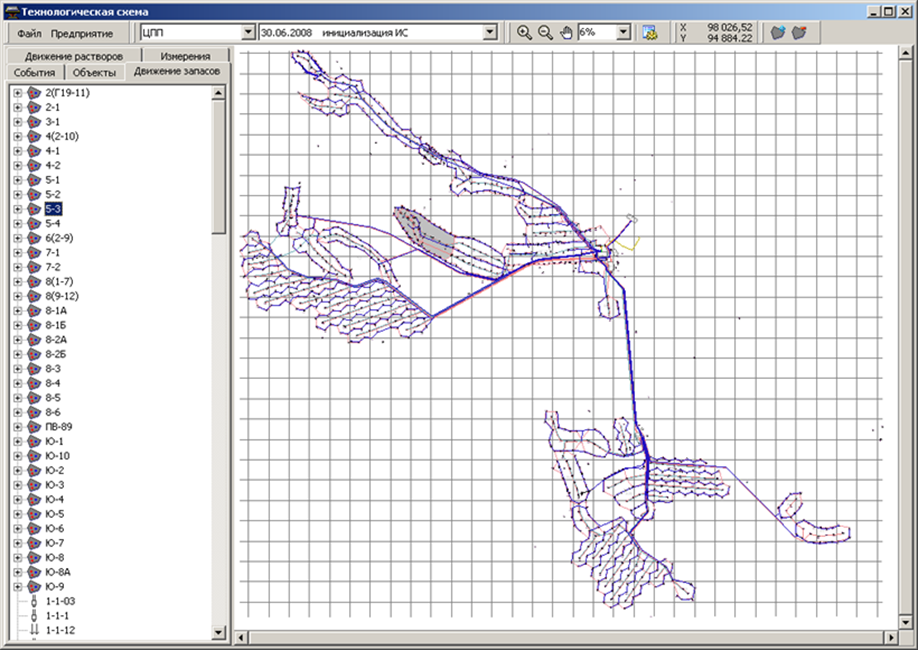 Технологическая схема
Файл Предприятие ЦПП 30.06.2008 инициализация ИС 6% X 98 026,52
Y 94 884.22
Движение растворов Измерения
События Объекты Движение запасов
2(Г19-11)
2-1
3-1
4(2-10)
4-1
4-2
5-1
5-2
5-3
5-4
6(2-9)
7-1
7-2
8(1-7)
8(9-12)
8-1А
8-1Б
8-2А
8-2Б
8-3
8-4
8-5
8-6
ПВ-89
Ю-1
Ю-10
Ю-2
Ю-3
Ю-4
Ю-5
Ю-6
Ю-7
Ю-8
Ю-8А
Ю-9
1-1-03
1-1-1
1-1-12